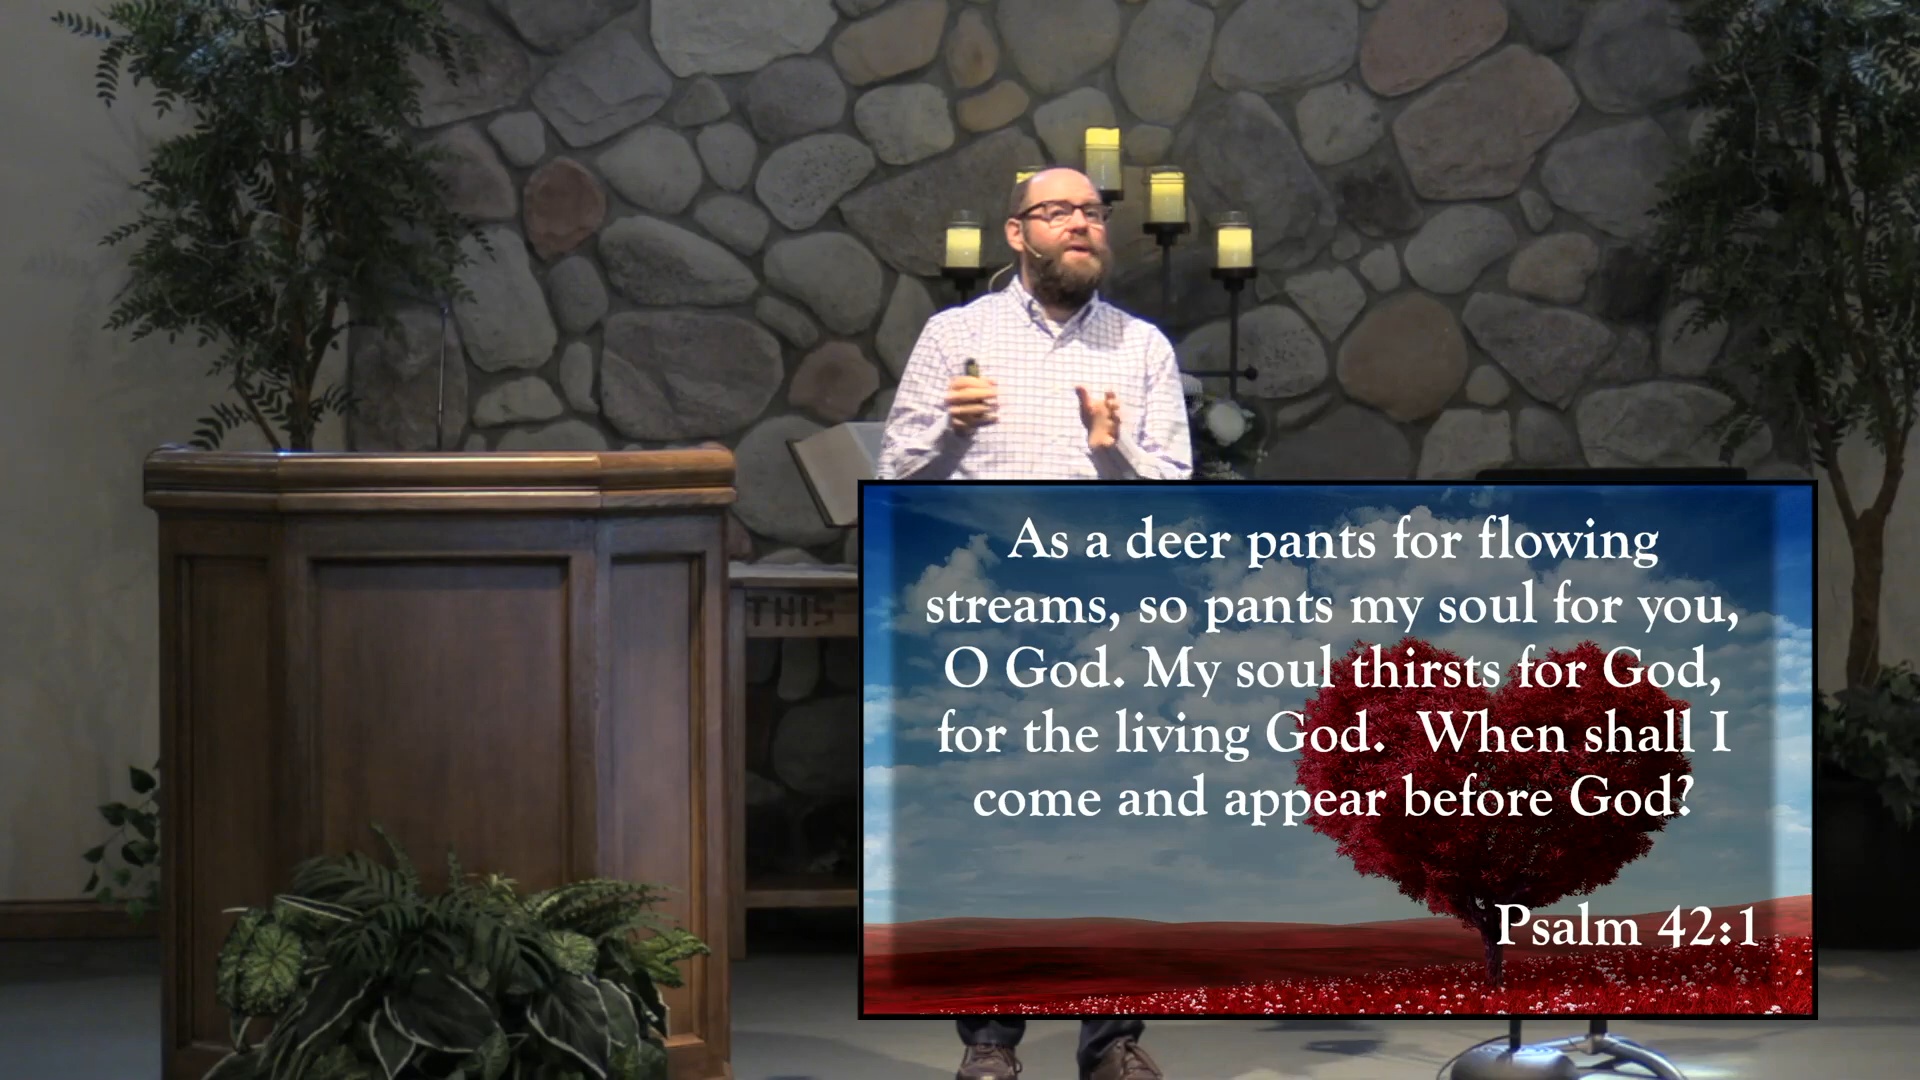 THIS
As a deer pants for flowing
streams, so pants my soul for you,
O God. My soul thirsts for God,
for the living God.  When shall I
come and appear before God?
Psalm 42:1